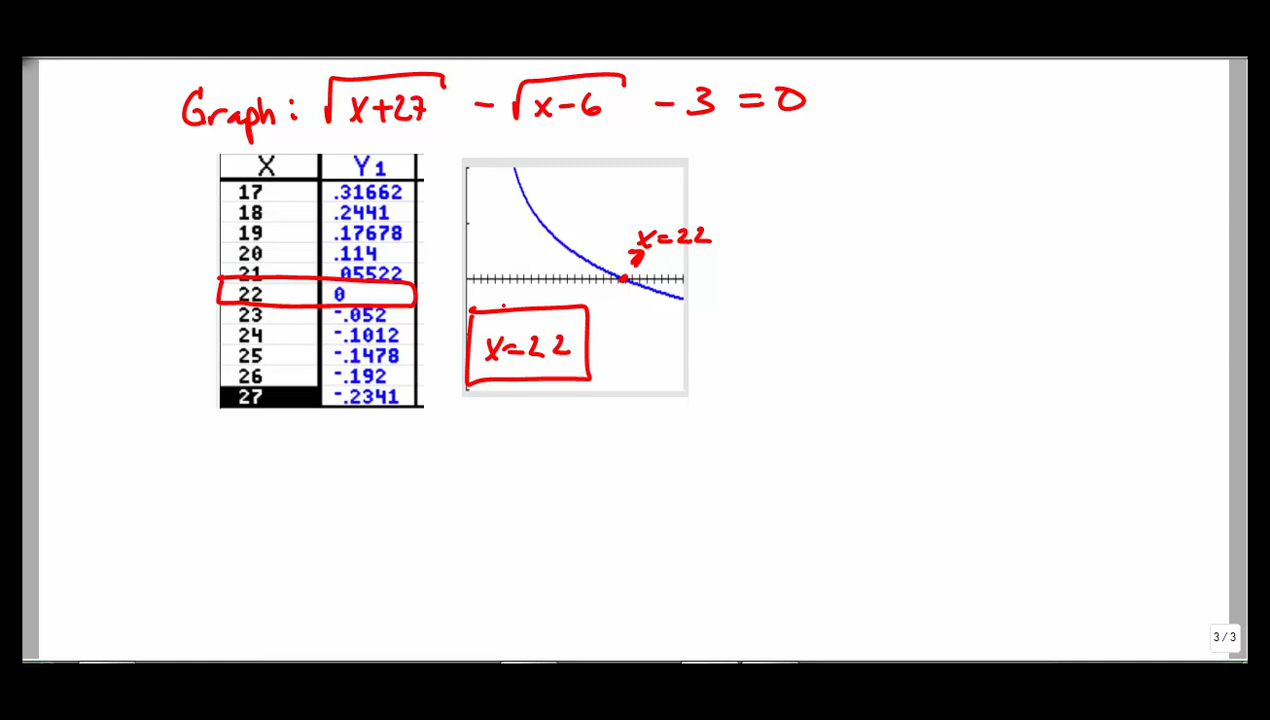 Graph: √x+27 - √x-6 - 3 = 0
X Y1
17 .31662
18 .2441
19 .17678
20 .114
21 .05522
22 0
23 -.052
24 -.1012
25 -.1478
26 -.192
27 -.2341
x=22
x=22
3 / 3